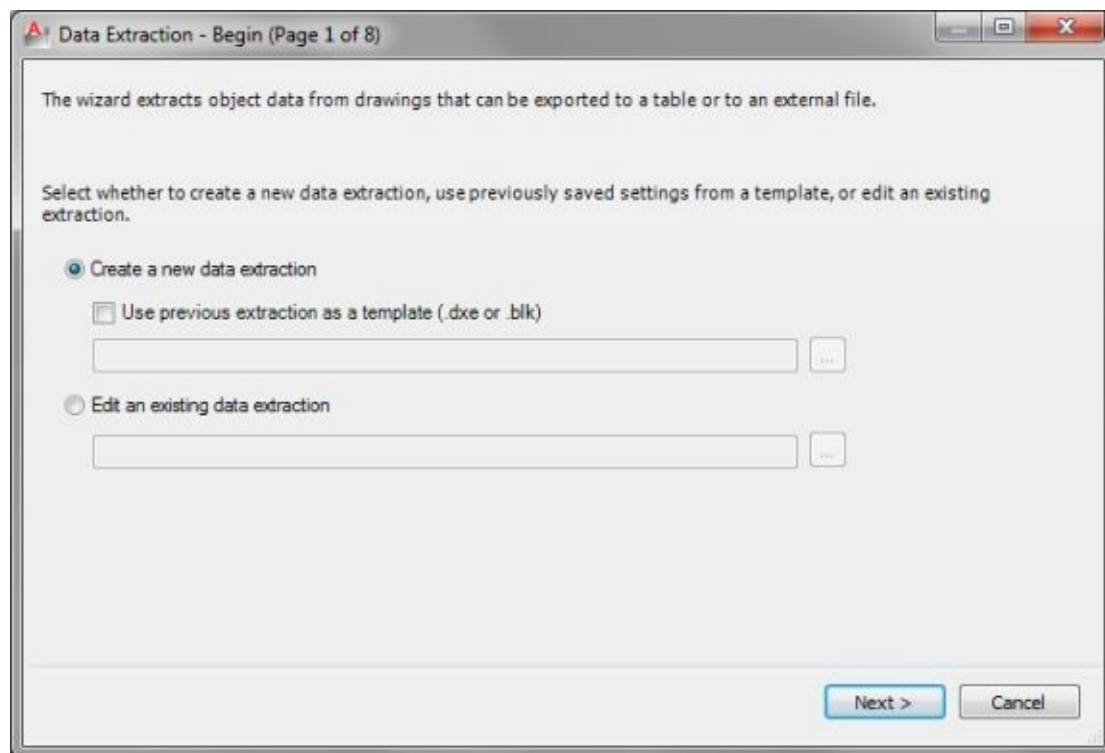 Data Extraction - Begin (Page 1 of 8)
The wizard extracts object data from drawings that can be exported to a table or to an external file.
Select whether to create a new data extraction, use previously saved settings from a template, or edit an existing
extraction.
Create a new data extraction
Use previous extraction as a template (.dxe or .blk)
...
Edit an existing data extraction
...
Next >
Cancel